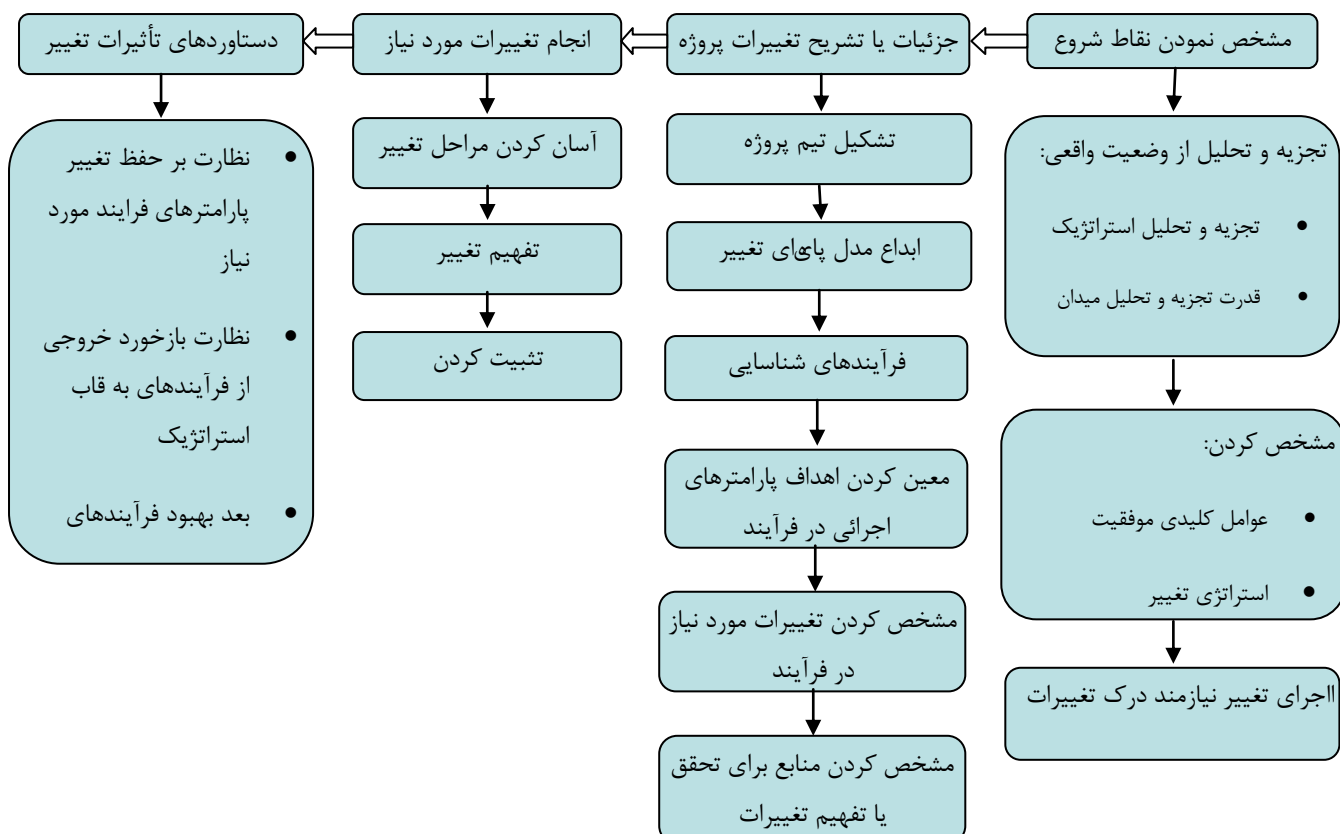 مشخص نمودن نقاط شروع
جزئیات یا تشریح تغییرات پروژه
انجام تغییرات مورد نیاز
دستاوردهای تأثیرات تغییر
تجزیه و تحلیل از وضعیت واقعی:
• تجزیه و تحلیل استراتژیک
• قدرت تجزیه و تحلیل میدان
مشخص کردن:
• عوامل کلیدی موفقیت
• استراتژی تغییر
ااجرای تغییر نیازمند درک تغییرات
تشکیل تیم پروژه
ابداع مدل تغییر
فرآیندهای شناسایی
معین کردن اهداف پارامترهای
اجرائی در فرآیند
مشخص کردن تغییرات مورد نیاز
در فرآیند
مشخص کردن منابع برای تحقق
یا تفهیم تغییرات
آسان کردن مراحل تغییر
تفهیم تغییر
تثبیت کردن
• نظارت بر حفظ تغییر
پارامترهای فرایند مورد
نیاز
• نظارت بازخورد خروجی
از فرآیندهای به قاب
استراتژیک
• بعد بهبود فرآیندهای